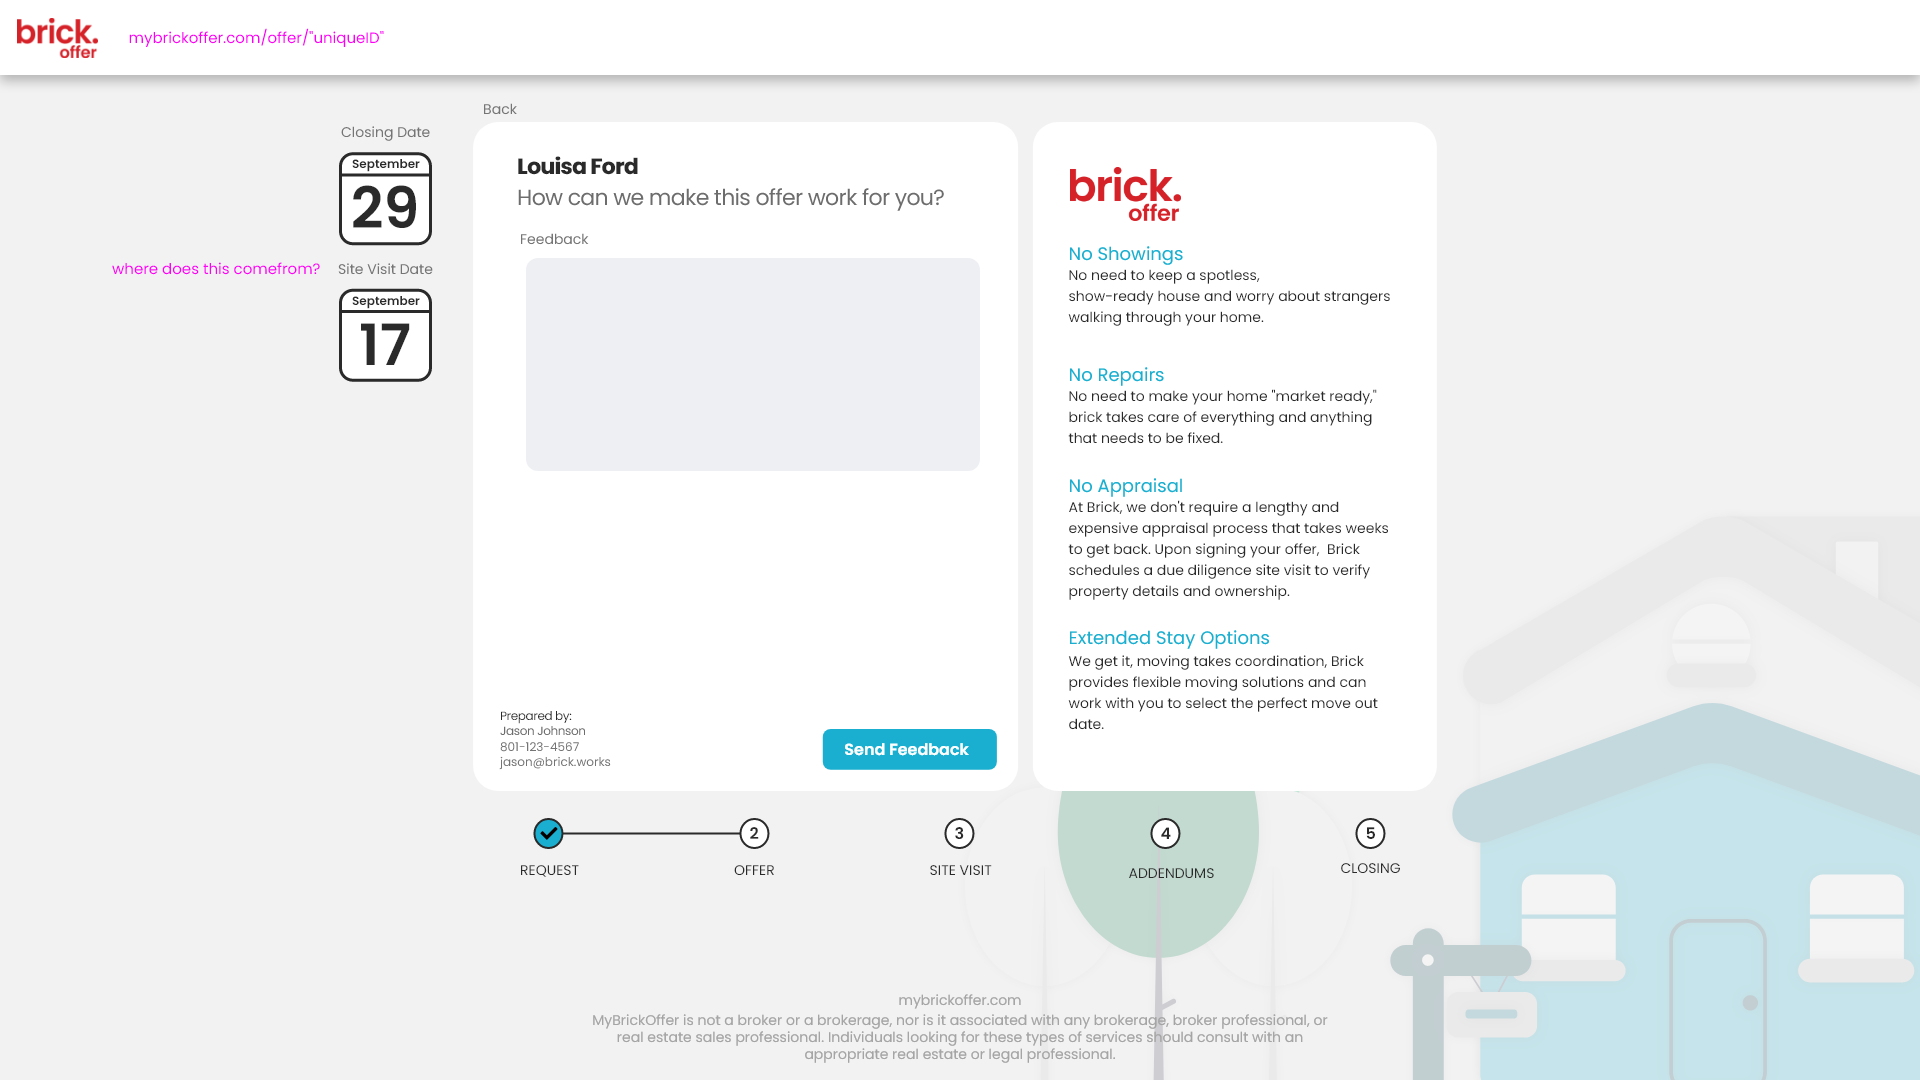 brick.
offer
mybrickoffer.com/offer/"uniqueID"
Back
Closing Date
September
29
where does this comefrom?
Site Visit Date
September
17
Louisa Ford
How can we make this offer work for you?
Feedback
Prepared by:
Jason Johnson
801-123-4567
jason@brick.works
Send Feedback
brick.
offer
No Showings
No need to keep a spotless,
show-ready house and worry about strangers
walking through your home.
No Repairs
No need to make your home "market ready,"
brick takes care of everything and anything
that needs to be fixed.
No Appraisal
At Brick, we don't require a lengthy and
expensive appraisal process that takes weeks
to get back. Upon signing your offer,  Brick
schedules a due diligence site visit to verify
property details and ownership.
Extended Stay Options
We get it, moving takes coordination, Brick
provides flexible moving solutions and can
work with you to select the perfect move out
date.
2
3
4
5
REQUEST
OFFER
SITE VISIT
ADDENDUMS
CLOSING
mybrickoffer.com
MyBrickOffer is not a broker or a brokerage, nor is it associated with any brokerage, broker professional, or
real estate sales professional. Individuals looking for these types of services should consult with an
appropriate real estate or legal professional.